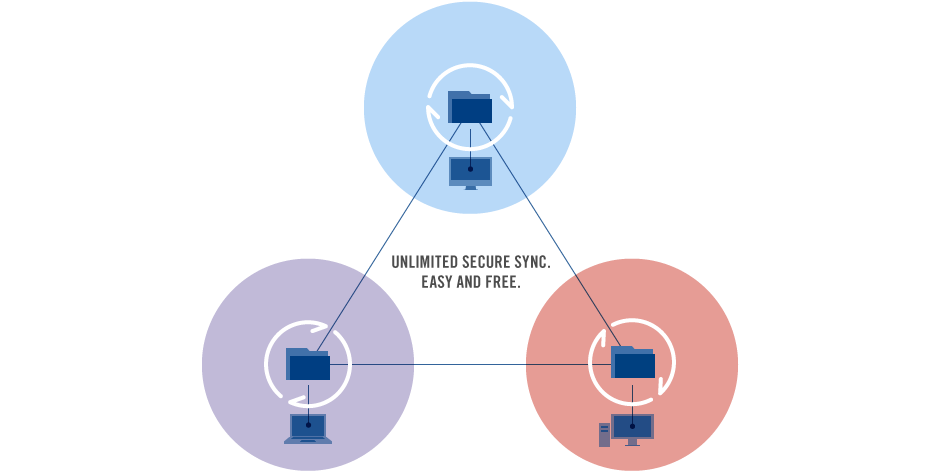 UNLIMITED SECURE SYNC.
EASY AND FREE.